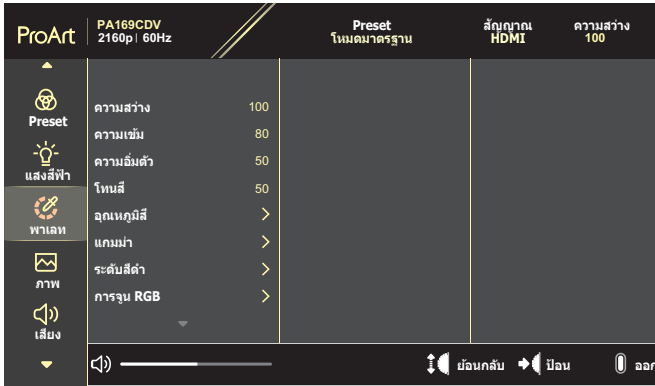 ProArt
PA169CDV
2160p | 60Hz
Preset
โหมดมาตรฐาน
สัญญาณ
HDMI
ความสว่าง
100
Preset
แสงสีฟ้า
พาเลท
ภาพ
เสียง
ความสว่าง 100
ความเข้ม 80
ความอิ่มตัว 50
โทนสี 50
อุณหภูมิสี
แกมม่า
ระดับสีดำ
การจูน RGB
ย้อนกลับ ป้อน ออก